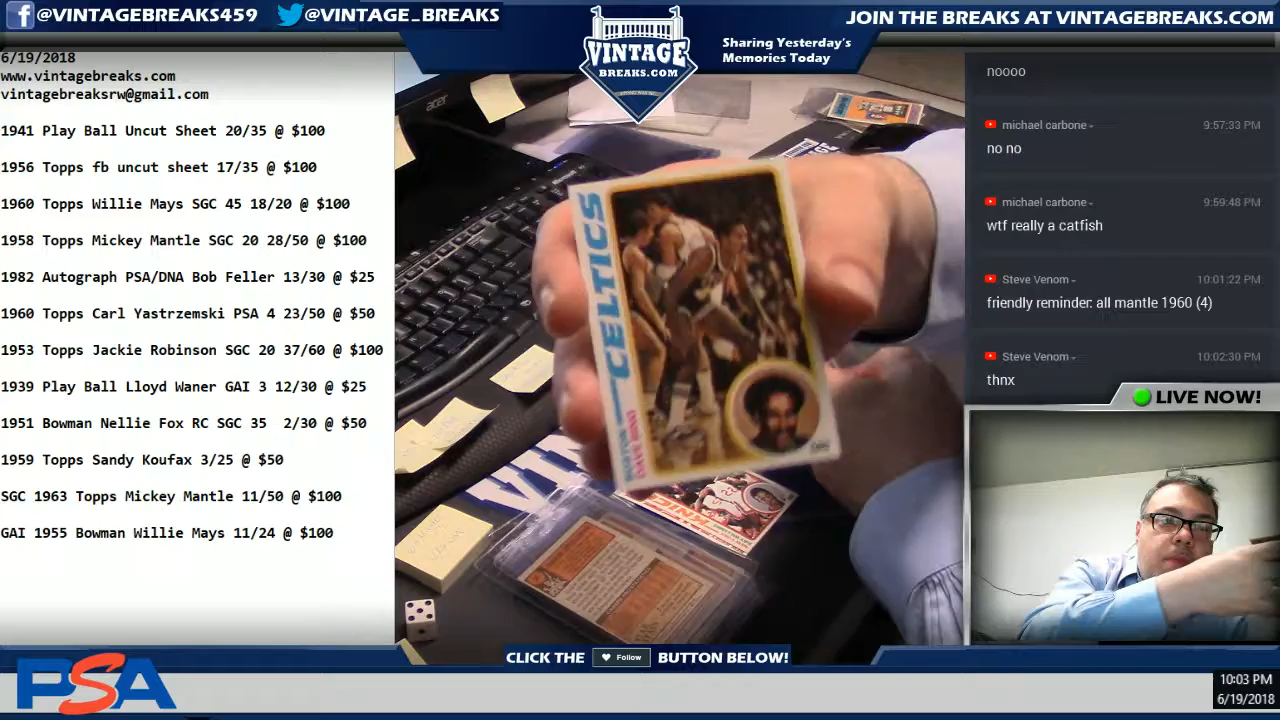 @VINTAGEBREAKS459
@VINTAGE_BREAKS
VINTAGE
BREAKS.COM
Sharing Yesterday's
Memories Today
JOIN THE BREAKS AT VINTAGEBREAKS.COM
6/19/2018
www.vintagebreaks.com
vintagebreaksrw@gmail.com
1941 Play Ball Uncut Sheet 20/35 @ $100
1956 Topps fb uncut sheet 17/35 @ $100
1960 Topps Willie Mays SGC 45 18/20 @ $100
1958 Topps Mickey Mantle SGC 20 28/50 @ $100
1982 Autograph PSA/DNA Bob Feller 13/30 @ $25
1960 Topps Carl Yastrzemski PSA 4 23/50 @ $50
1953 Topps Jackie Robinson SGC 20 37/60 @ $100
1939 Play Ball Lloyd Waner GAI 3 12/30 @ $25
1951 Bowman Nellie Fox RC SGC 35 2/30 @ $50
1959 Topps Sandy Koufax 3/25 @ $50
SGC 1963 Topps Mickey Mantle 11/50 @ $100
GAI 1955 Bowman Willie Mays 11/24 @ $100
acer
CELTICS
noooo
michael carbone
9:57:33 PM
no no
michael carbone
9:59:48 PM
wtf really a catfish
Steve Venom
10:01:22 PM
friendly reminder: all mantle 1960 (4)
Steve Venom
10:02:30 PM
thnx
LIVE NOW!
CLICK THE
Follow
BUTTON BELOW!
PSA
10:03 PM
6/19/2018